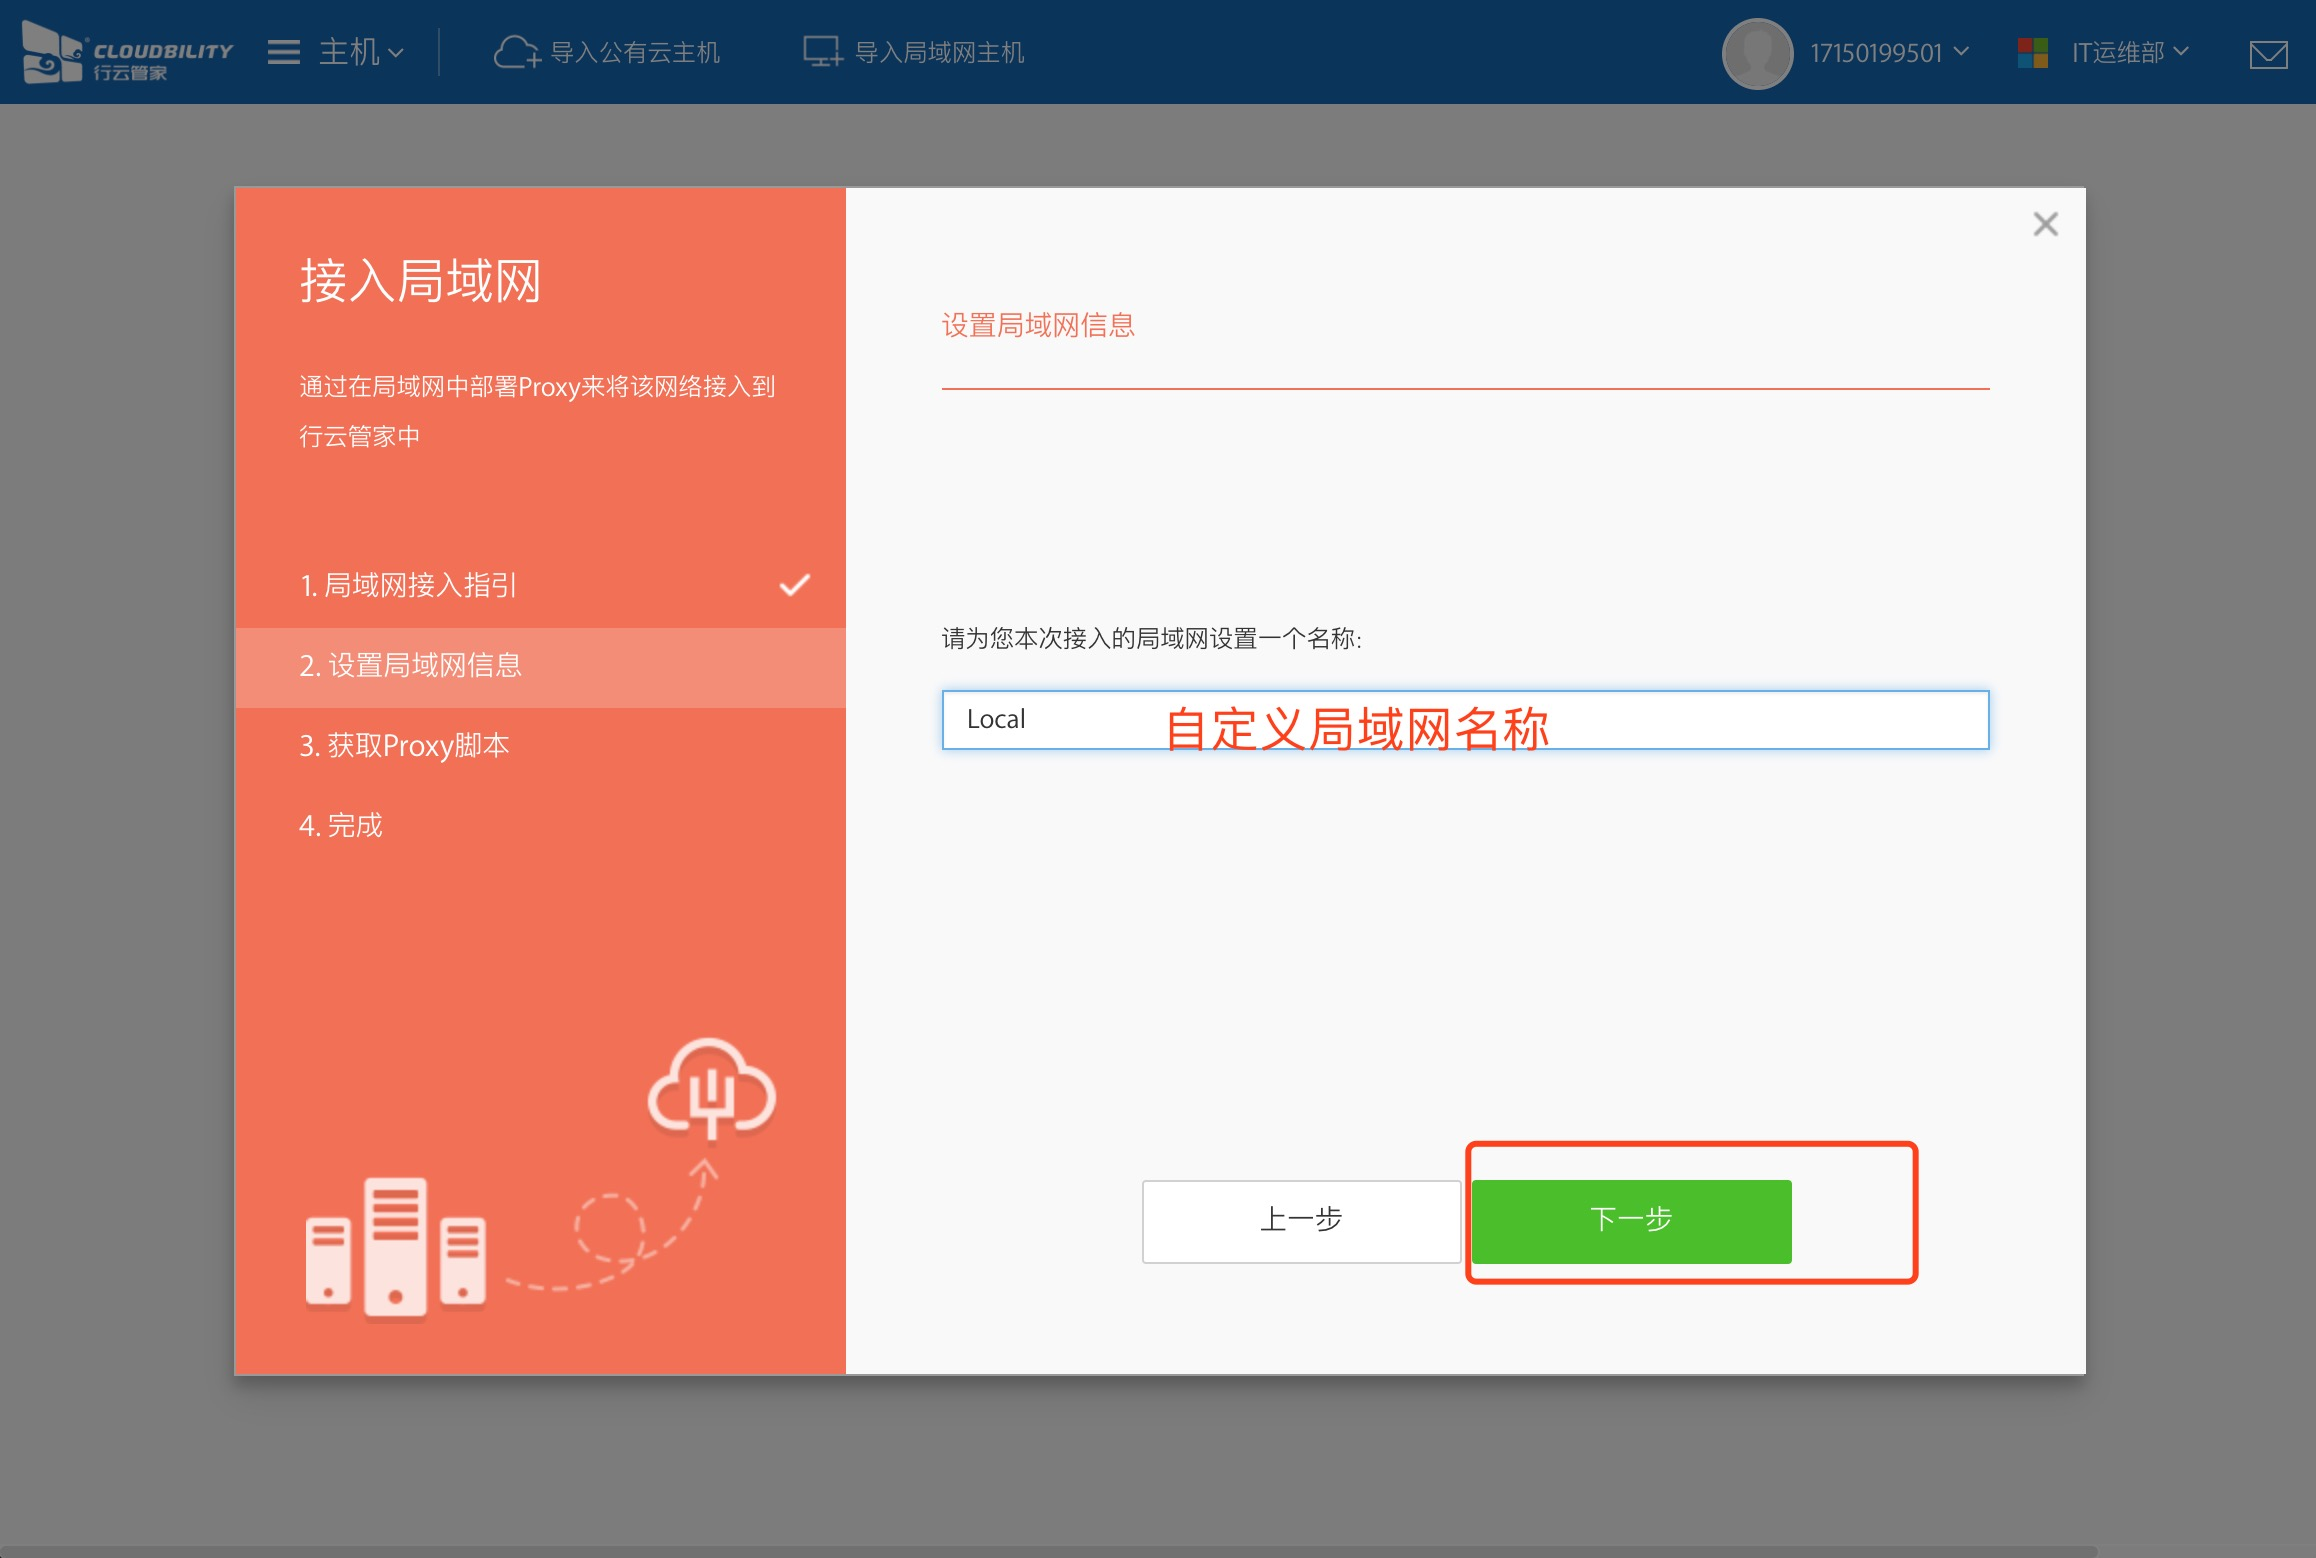 CLOUDBILITY
行云管家
主机
导入公有云主机
导入局域网主机
17150199501
IT运维部
接入局域网
通过在局域网中部署Proxy来将该网络接入到
行云管家中
1. 局域网接入指引
2. 设置局域网信息
3. 获取Proxy脚本
4. 完成
设置局域网信息
请为您本次接入的局域网设置一个名称:
Local
自定义局域网名称
上一步
下一步